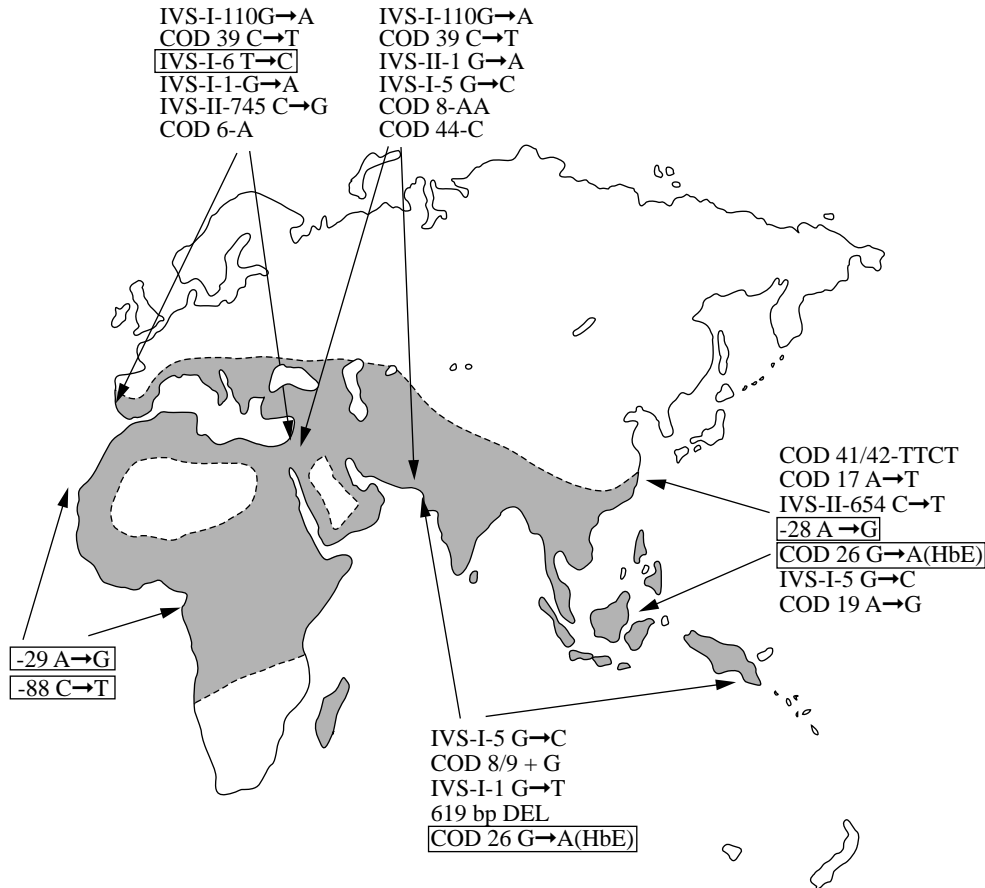 IVS-I-110G→A
COD 39 C→T
IVS-I-6 T→C
IVS-I-1-G→A
IVS-II-745 C→G
COD 6-A
IVS-I-110G→A
COD 39 C→T
IVS-II-1 G→A
IVS-I-5 G→C
COD 8-AA
COD 44-C
COD 41/42-TTCT
COD 17 A→T
IVS-II-654 C→T
-28 A→G
COD 26 G→A(HbE)
IVS-I-5 G→C
COD 19 A→G
-29 A→G
-88 C→T
IVS-I-5 G→C
COD 8/9 + G
IVS-I-1 G→T
619 bp DEL
COD 26 G→A(HbE)